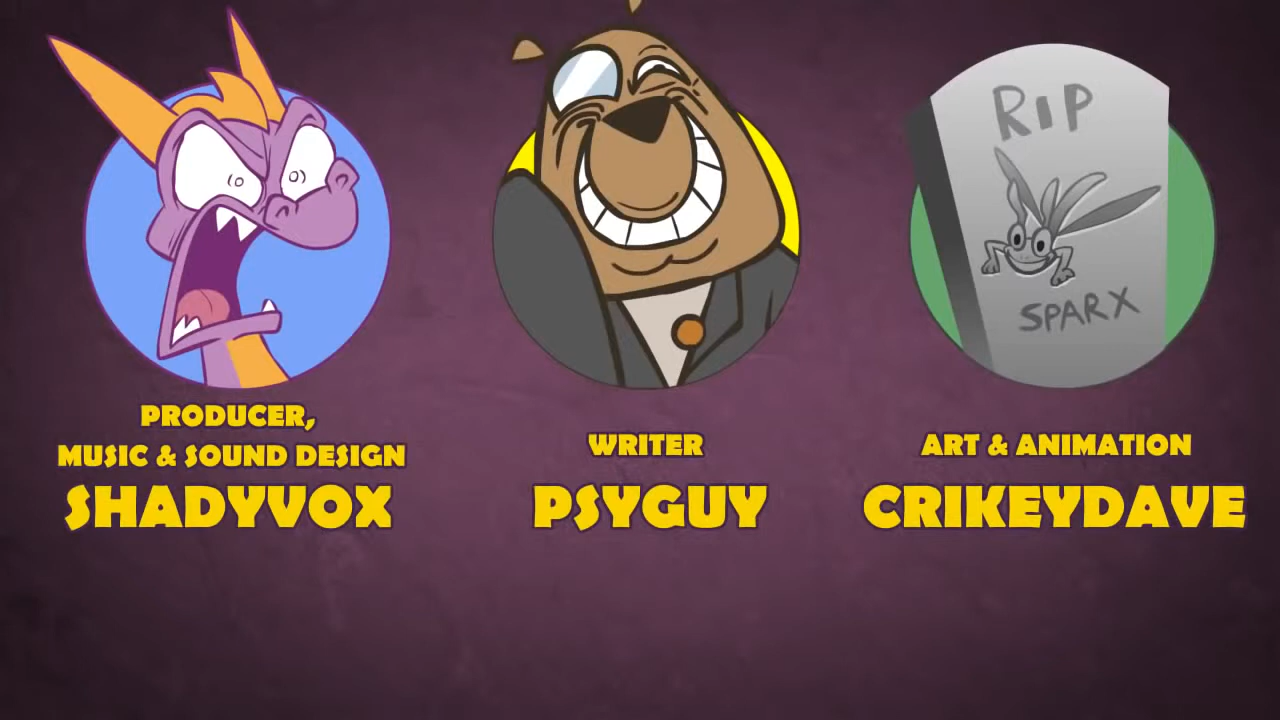 RIP
SPARX
PRODUCER,
MUSIC & SOUND DESIGN
SHADYVOX
WRITER
PSYGUY
ART & ANIMATION
CRIKEYDAVE